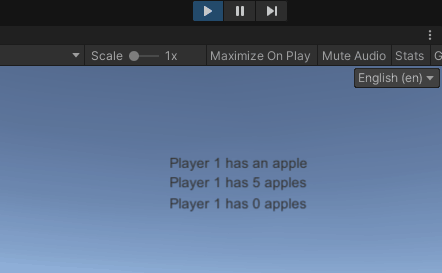 Scale 1x Maximize On Play Mute Audio Stats G
English (en)
Player 1 has an apple
Player 1 has 5 apples
Player 1 has 0 apples